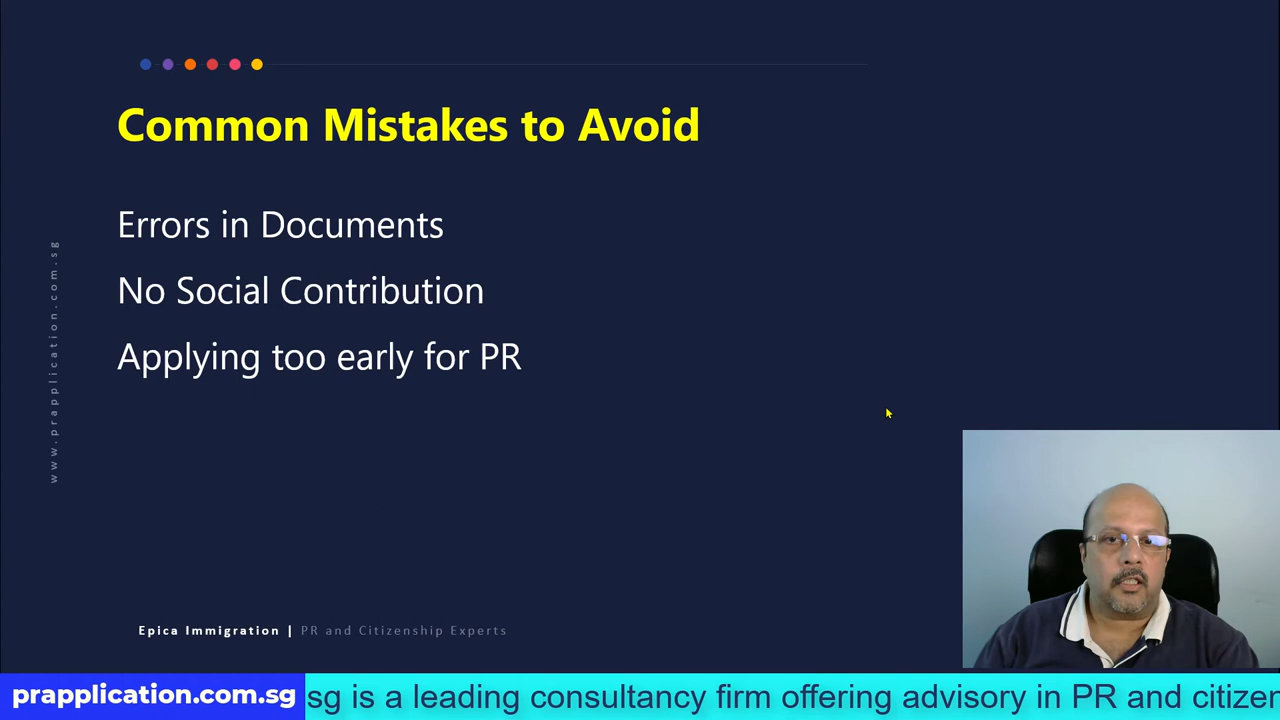 Common Mistakes to Avoid
Errors in Documents
No Social Contribution
Applying too early for PR
www.prapplication.com.sg
Epica Immigration | PR and Citizenship Experts
prapplication.com.sg
sg is a leading consultancy firm offering advisory in PR and citizen